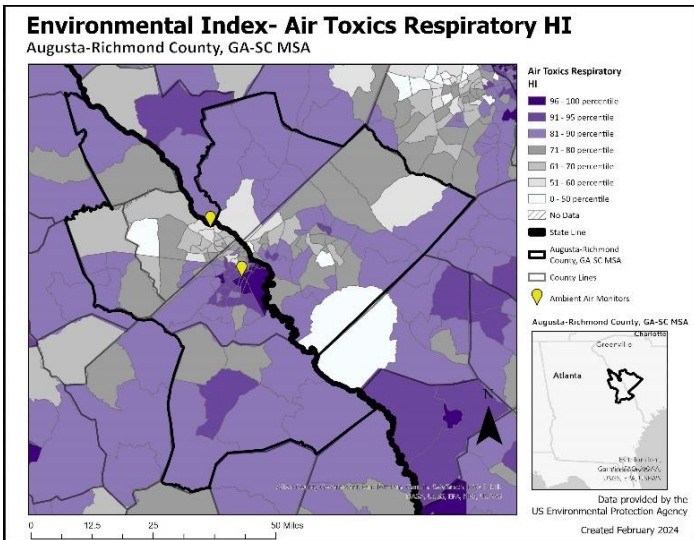 Environmental Index- Air Toxics Respiratory HI
Augusta-Richmond County, GA-SC MSA
Air Toxics Respiratory
HI
96 - 100 percentile
91 - 95 percentile
81 - 90 percentile
71 - 80 percentile
61 - 70 percentile
51 - 60 percentile
0 - 50 percentile
No Data
State Line
Augusta-Richmond
County, GA SC MSA
County Lines
Ambient Air Monitors
N
Augusta-Richmond County, GA-SC MSA
Charlotte
Greenville
Atlanta
Data provided by the
US Environmental Protection Agency
Created February 2024
0 12.5 25 50 Miles